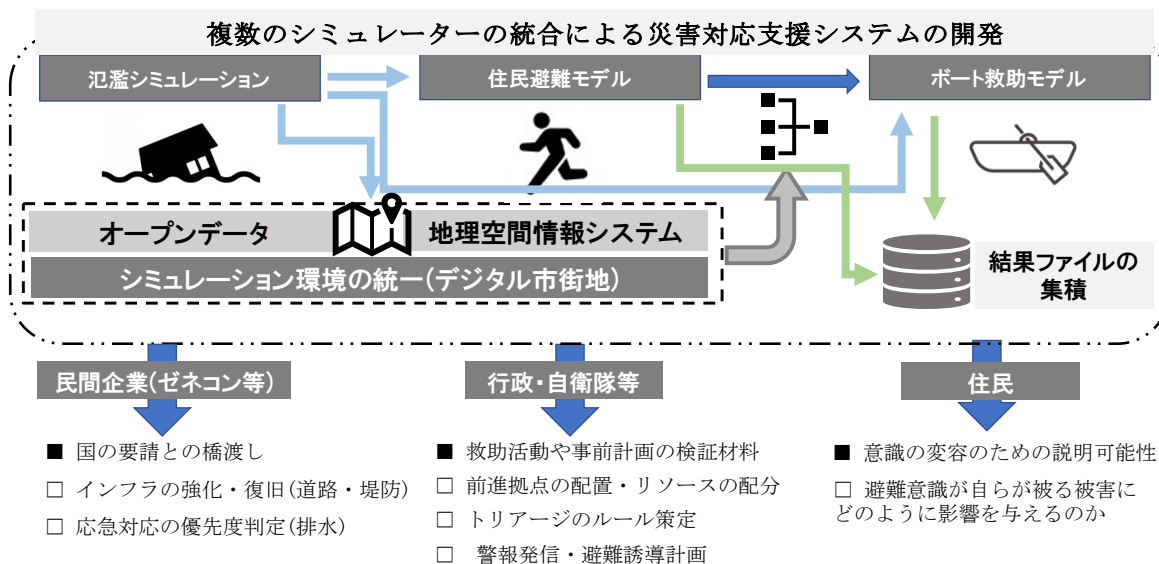 複数のシミュレーターの統合による災害対応支援システムの開発
氾濫シミュレーション
住民避難モデル
ボート救助モデル
オープンデータ
地理空間情報システム
シミュレーション環境の統一(デジタル市街地)
結果ファイルの
集積
民間企業(ゼネコン等)
■ 国の要請との橋渡し
□ インフラの強化・復旧(道路・堤防)
□ 応急対応の優先度判定(排水)
行政・自衛隊等
■ 救助活動や事前計画の検証材料
□ 前進拠点の配置・リソースの配分
□ トリアージのルール策定
□ 警報発信・避難誘導計画
住民
■ 意識の変容のための説明可能性
□ 避難意識が自らが被る被害に
どのように影響を与えるのか